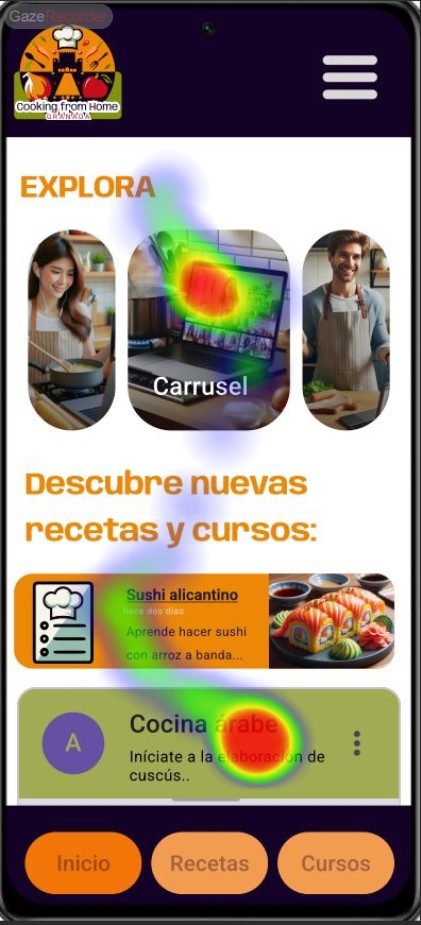 GazeRecorder
Cooking from Home
GRANADA
EXPLORA
Carrusel
Descubre nuevas
recetas y cursos:
Sushi alicantino
hace dos días
Aprende hacer sushi
con arroz a banda...
Cocina árabe
A
Iníciate a la elaboración de
cuscús..
Inicio
Recetas
Cursos